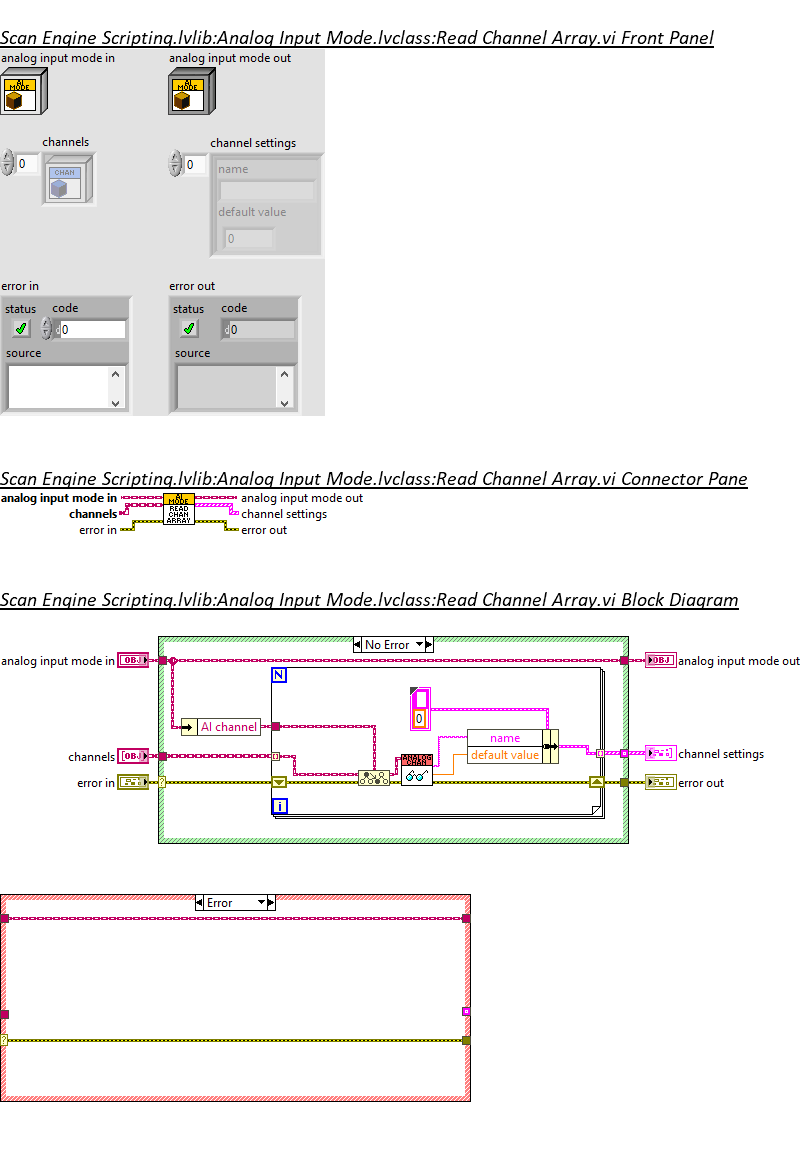 Scan Engine Scripting.lvlib:Analog Input Mode.lvclass:Read Channel Array.vi Front Panel
analog input mode in
analog input mode out
AI MODE
AI MODE
channels
channel settings
0
CHAN
0
name
default value
0
error in
error out
status code
status code
d 0
d 0
source
source
Scan Engine Scripting.lvlib:Analog Input Mode.lvclass:Read Channel Array.vi Connector Pane
analog input mode in
AI MODE
READ CHAN ARRAY
analog input mode out
channels
channel settings
error in
error out
Scan Engine Scripting.lvlib:Analog Input Mode.lvclass:Read Channel Array.vi Block Diagram
No Error
analog input mode in
OBJ
OBJ
analog input mode out
N
0
AI channel
name
channels
[OBJ]
ANALOG CHAN
default value
channel settings
error in
?
error out
i
Error
?